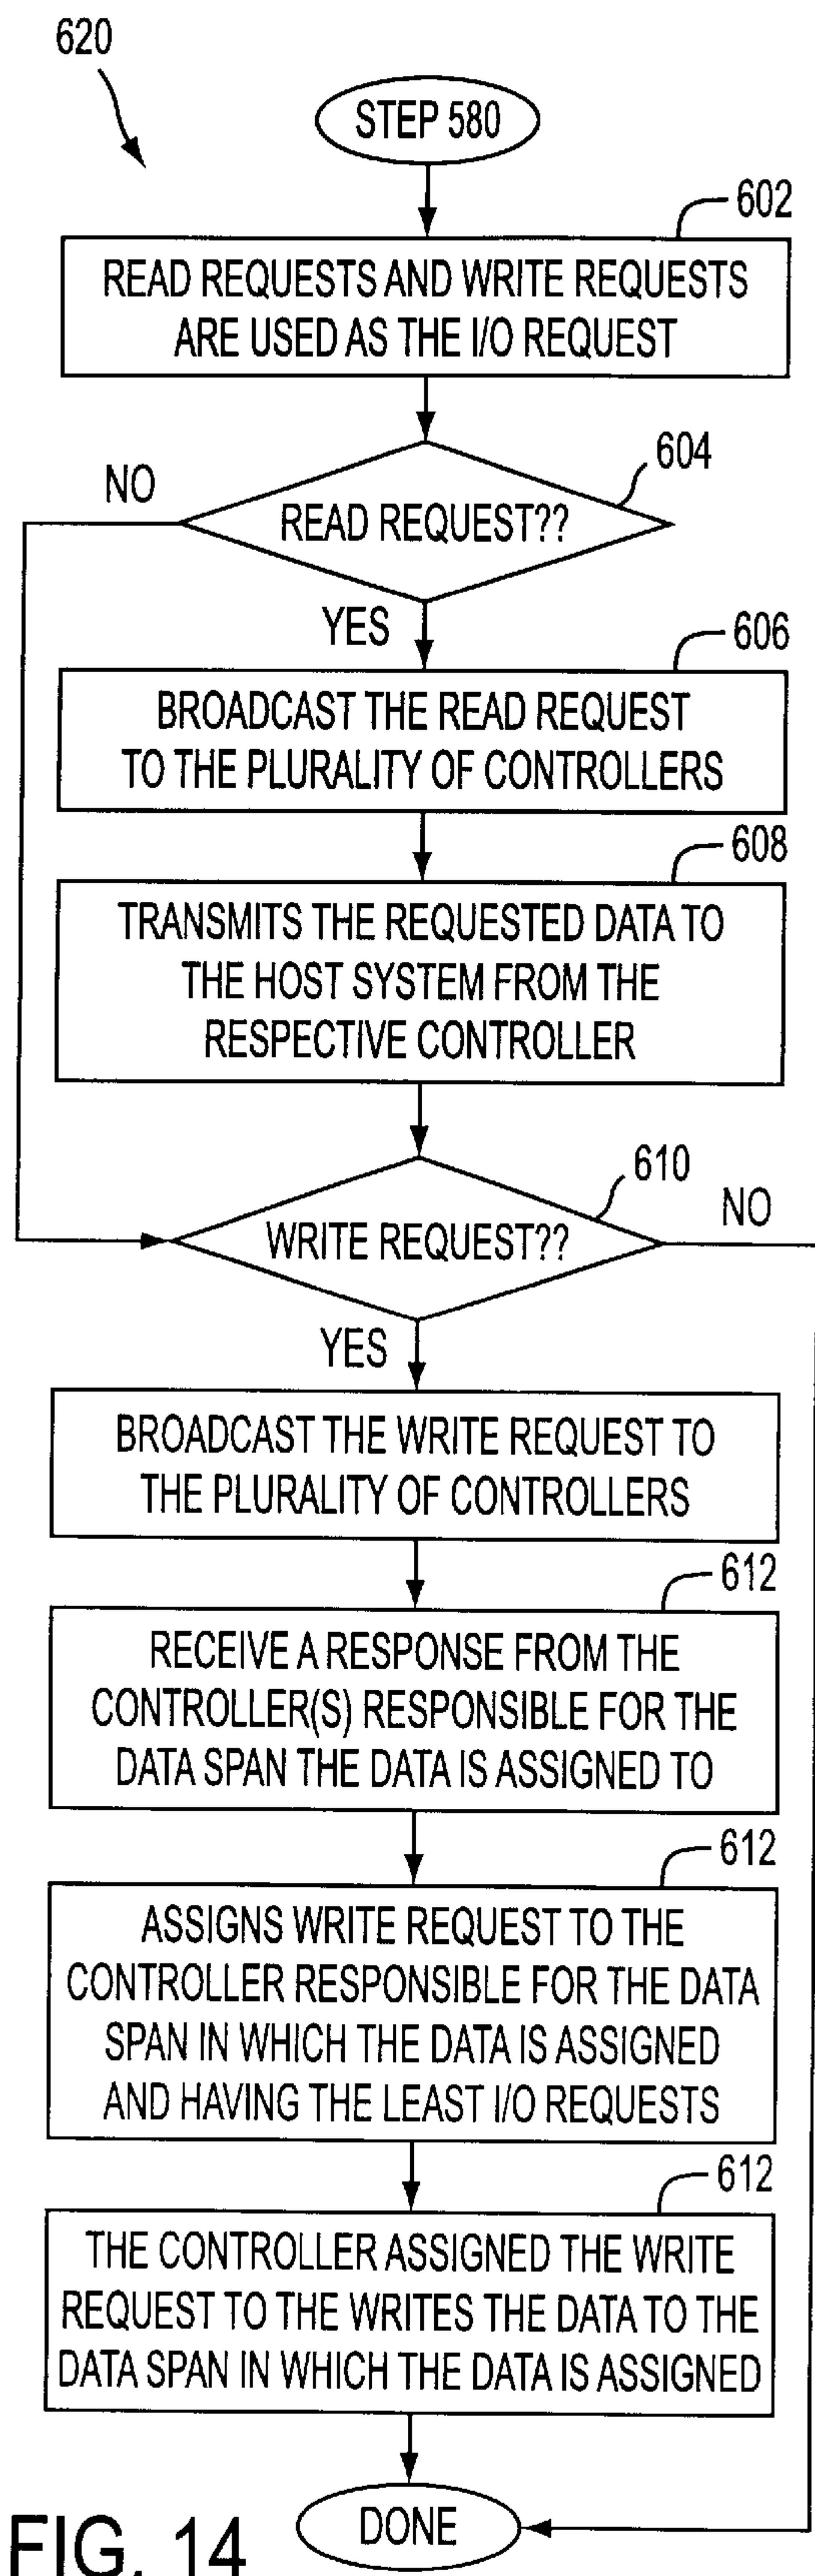 620
STEP 580
602
READ REQUESTS AND WRITE REQUESTS
ARE USED AS THE I/O REQUEST
604
NO
READ REQUEST??
YES
606
BROADCAST THE READ REQUEST
TO THE PLURALITY OF CONTROLLERS
608
TRANSMITS THE REQUESTED DATA TO
THE HOST SYSTEM FROM THE
RESPECTIVE CONTROLLER
610
NO
WRITE REQUEST??
YES
BROADCAST THE WRITE REQUEST TO
THE PLURALITY OF CONTROLLERS
612
RECEIVE A RESPONSE FROM THE
CONTROLLER(S) RESPONSIBLE FOR THE
DATA SPAN THE DATA IS ASSIGNED TO
612
ASSIGNS WRITE REQUEST TO THE
CONTROLLER RESPONSIBLE FOR THE DATA
SPAN IN WHICH THE DATA IS ASSIGNED
AND HAVING THE LEAST I/O REQUESTS
612
THE CONTROLLER ASSIGNED THE WRITE
REQUEST TO THE WRITES THE DATA TO THE
DATA SPAN IN WHICH THE DATA IS ASSIGNED
DONE
FIG. 14